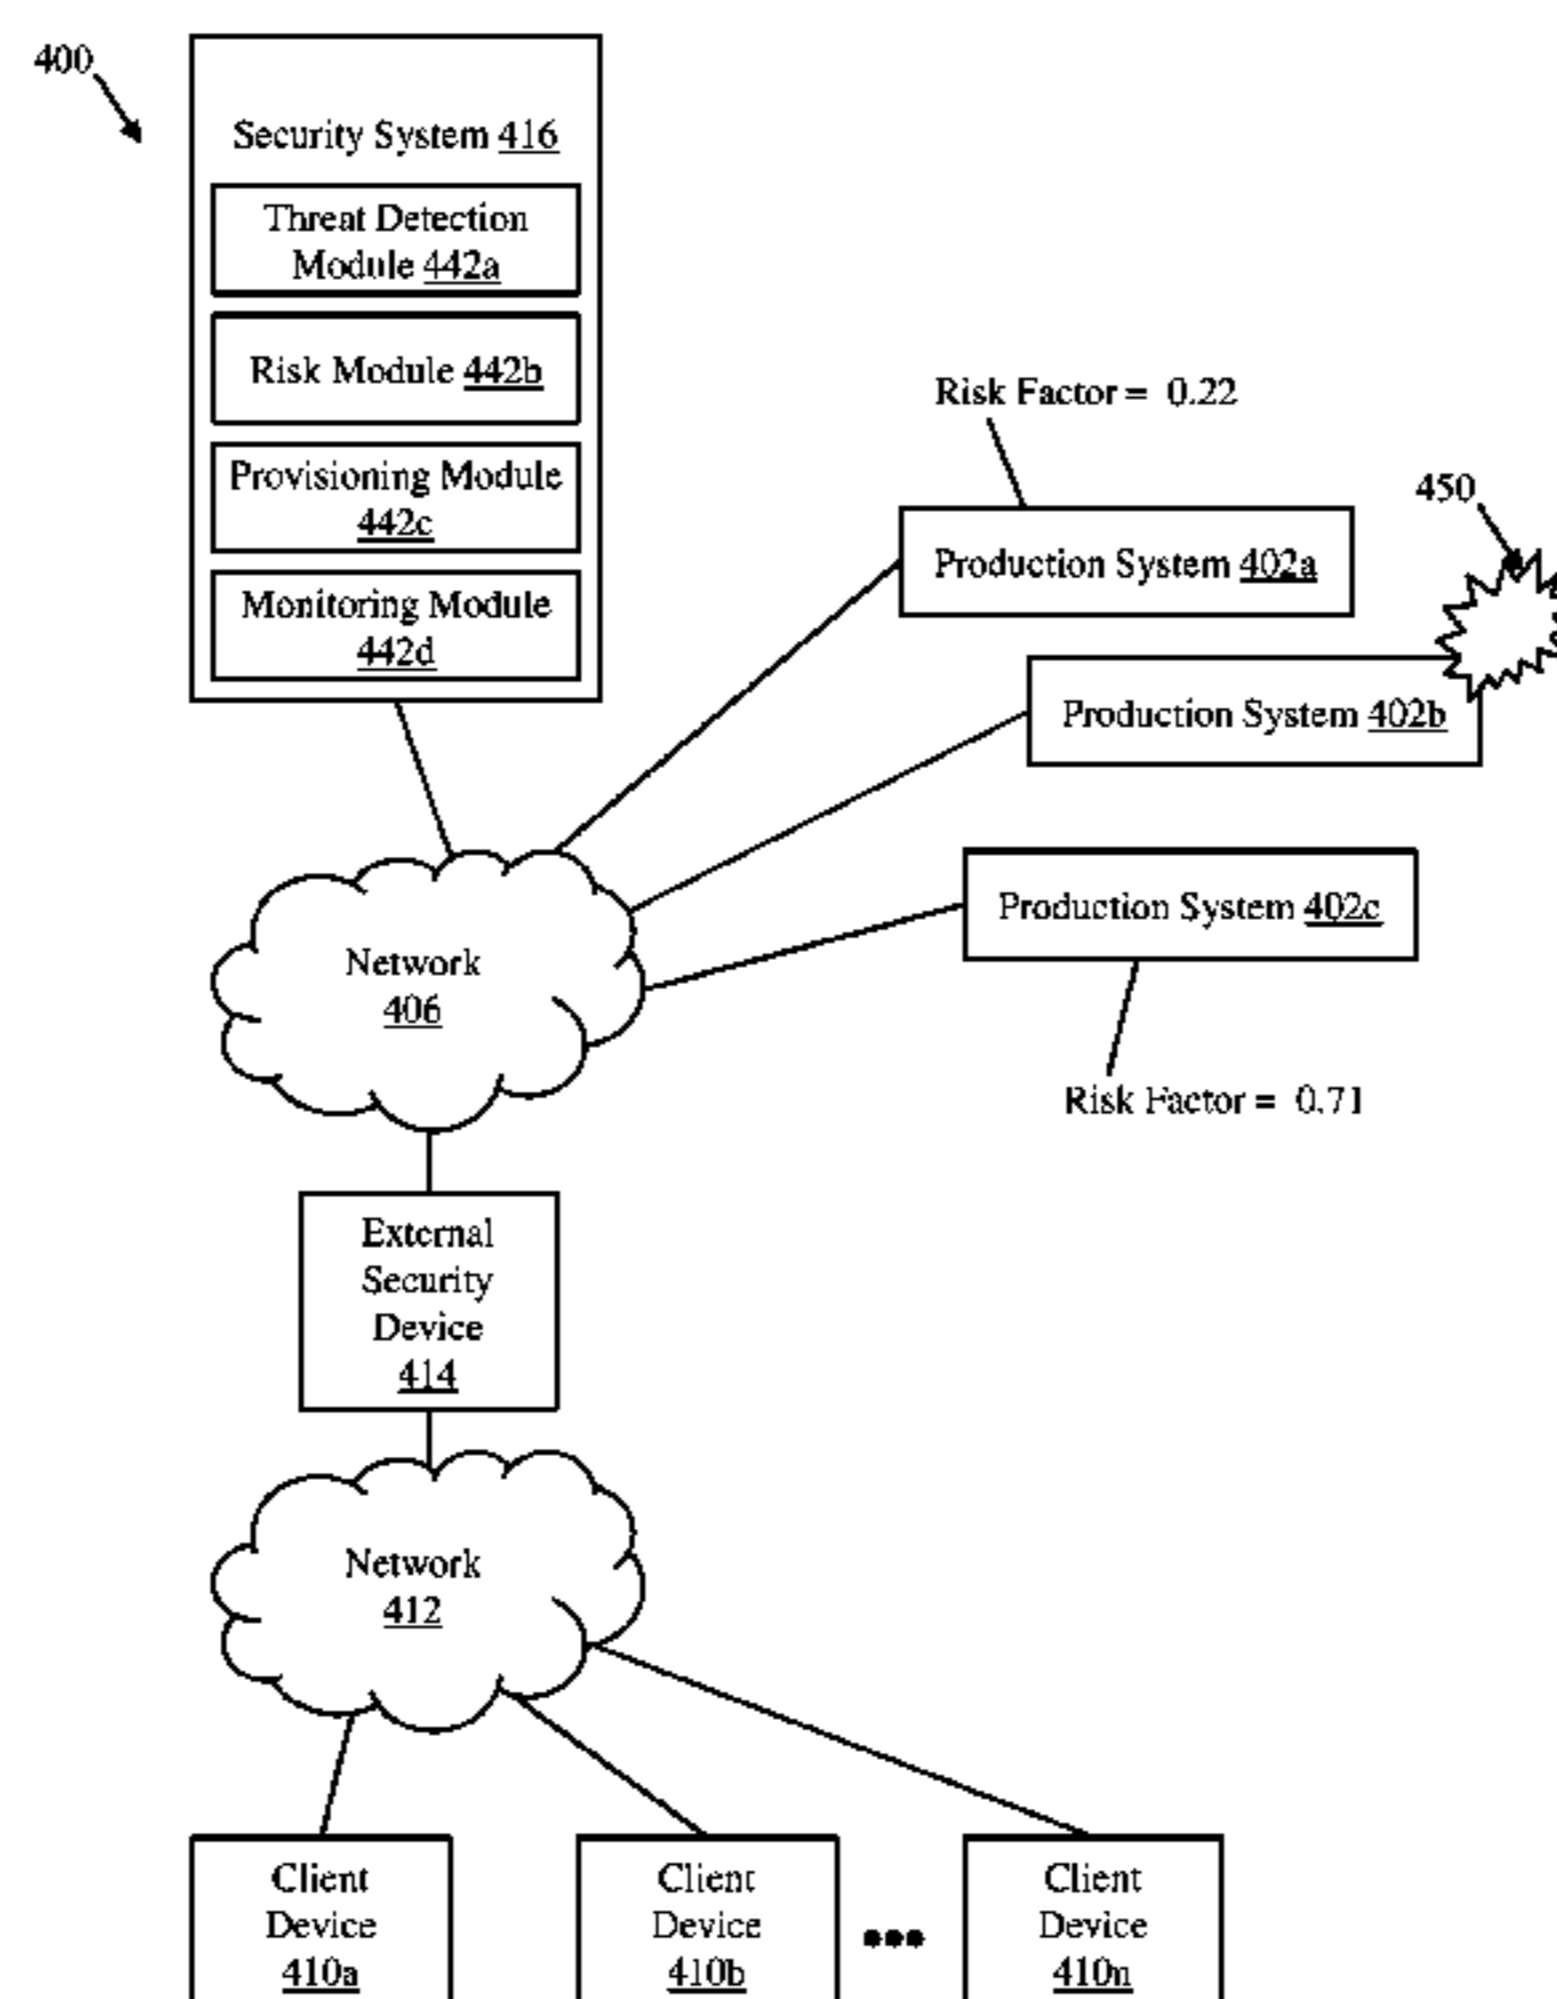 400
Security System 416
Threat Detection
Module 442a
Risk Module 442b
Provisioning Module
442c
Monitoring Module
442d
Risk Factor = 0.22
450
Production System 402a
Production System 402b
Production System 402c
Risk Factor = 0.71
Network
406
External
Security
Device
414
Network
412
Client
Device
410a
Client
Device
410b
Client
Device
410n